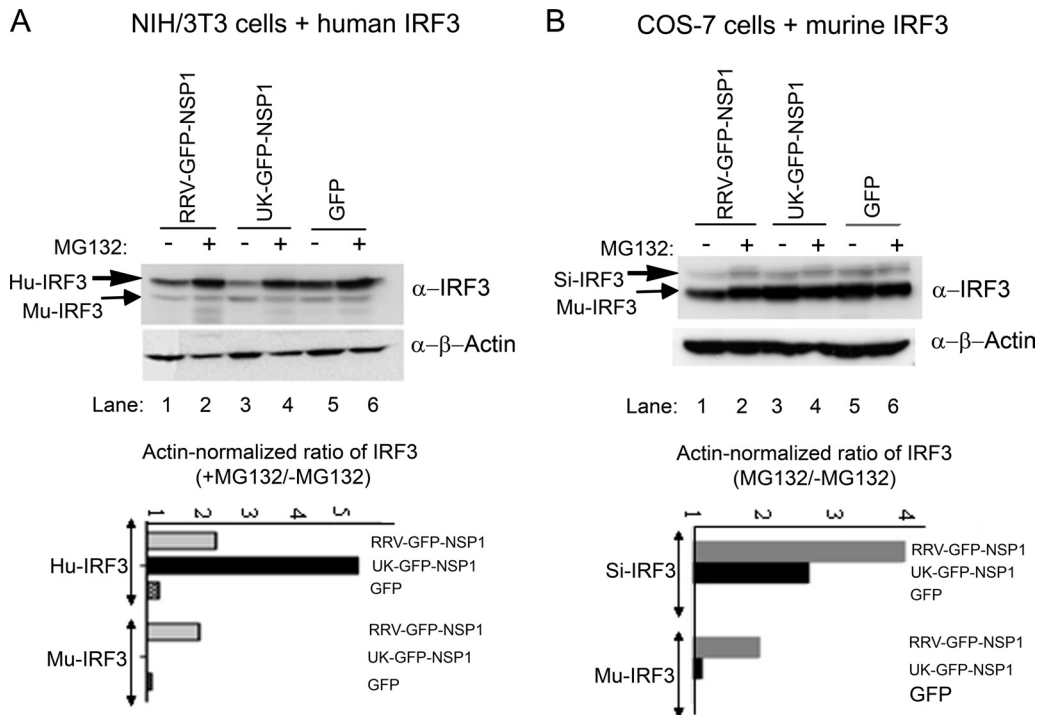 A NIH/3T3 cells + human IRF3
RRV-GFP-NSP1
UK-GFP-NSP1
GFP
MG132: - + - + - +
Hu-IRF3
Mu-IRF3
α-IRF3
α-β-Actin
Lane: 1 2 3 4 5 6
Actin-normalized ratio of IRF3
(+MG132/-MG132)
1 2 3 4 5
Hu-IRF3
RRV-GFP-NSP1
UK-GFP-NSP1
GFP
Mu-IRF3
RRV-GFP-NSP1
UK-GFP-NSP1
GFP
B COS-7 cells + murine IRF3
RRV-GFP-NSP1
UK-GFP-NSP1
GFP
MG132: - + - + - +
Si-IRF3
Mu-IRF3
α-IRF3
α-β-Actin
Lane: 1 2 3 4 5 6
Actin-normalized ratio of IRF3
(MG132/-MG132)
1 2 3 4
Si-IRF3
RRV-GFP-NSP1
UK-GFP-NSP1
GFP
Mu-IRF3
RRV-GFP-NSP1
UK-GFP-NSP1
GFP